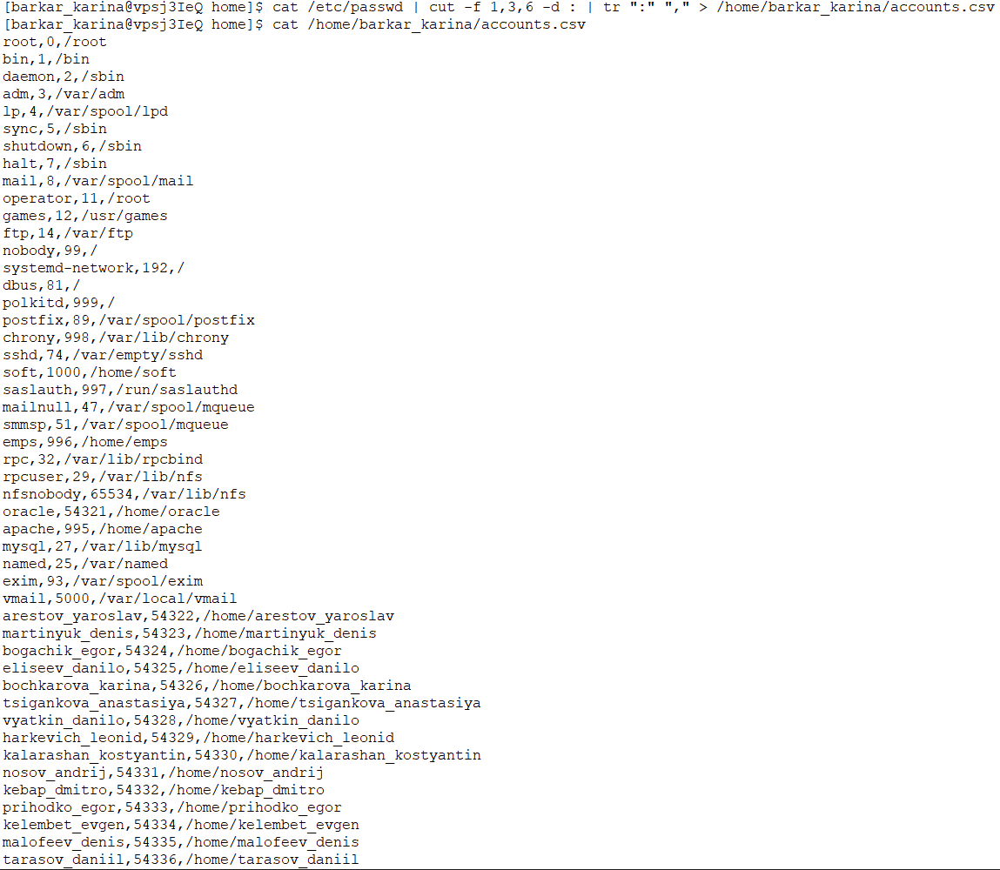 [barkar_karina@vpsj3IeQ home]$ cat /etc/passwd | cut -f 1,3,6 -d : | tr ":" "," > /home/barkar_karina/accounts.csv
[barkar_karina@vpsj3IeQ home]$ cat /home/barkar_karina/accounts.csv
root,0,/root
bin,1,/bin
daemon,2,/sbin
adm,3,/var/adm
lp,4,/var/spool/lpd
sync,5,/sbin
shutdown,6,/sbin
halt,7,/sbin
mail,8,/var/spool/mail
operator,11,/root
games,12,/usr/games
ftp,14,/var/ftp
nobody,99,/
systemd-network,192,/
dbus,81,/
polkitd,999,/
postfix,89,/var/spool/postfix
chrony,998,/var/lib/chrony
sshd,74,/var/empty/sshd
soft,1000,/home/soft
saslauth,997,/run/saslauthd
mailnull,47,/var/spool/mqueue
smmsp,51,/var/spool/mqueue
emps,996,/home/emps
rpc,32,/var/lib/rpcbind
rpcuser,29,/var/lib/nfs
nfsnobody,65534,/var/lib/nfs
oracle,54321,/home/oracle
apache,995,/home/apache
mysql,27,/var/lib/mysql
named,25,/var/named
exim,93,/var/spool/exim
vmail,5000,/var/local/vmail
arestov_yaroslav,54322,/home/arestov_yaroslav
martinyuk_denis,54323,/home/martinyuk_denis
bogachik_egor,54324,/home/bogachik_egor
eliseev_danilo,54325,/home/eliseev_danilo
bochkarova_karina,54326,/home/bochkarova_karina
tsigankova_anastasiya,54327,/home/tsigankova_anastasiya
vyatkin_danilo,54328,/home/vyatkin_danilo
harkevich_leonid,54329,/home/harkevich_leonid
kalarashan_kostyantin,54330,/home/kalarashan_kostyantin
nosov_andrij,54331,/home/nosov_andrij
kebap_dmitro,54332,/home/kebap_dmitro
prihodko_egor,54333,/home/prihodko_egor
kelembet_evgen,54334,/home/kelembet_evgen
malofeev_denis,54335,/home/malofeev_denis
tarasov_daniil,54336,/home/tarasov_daniil